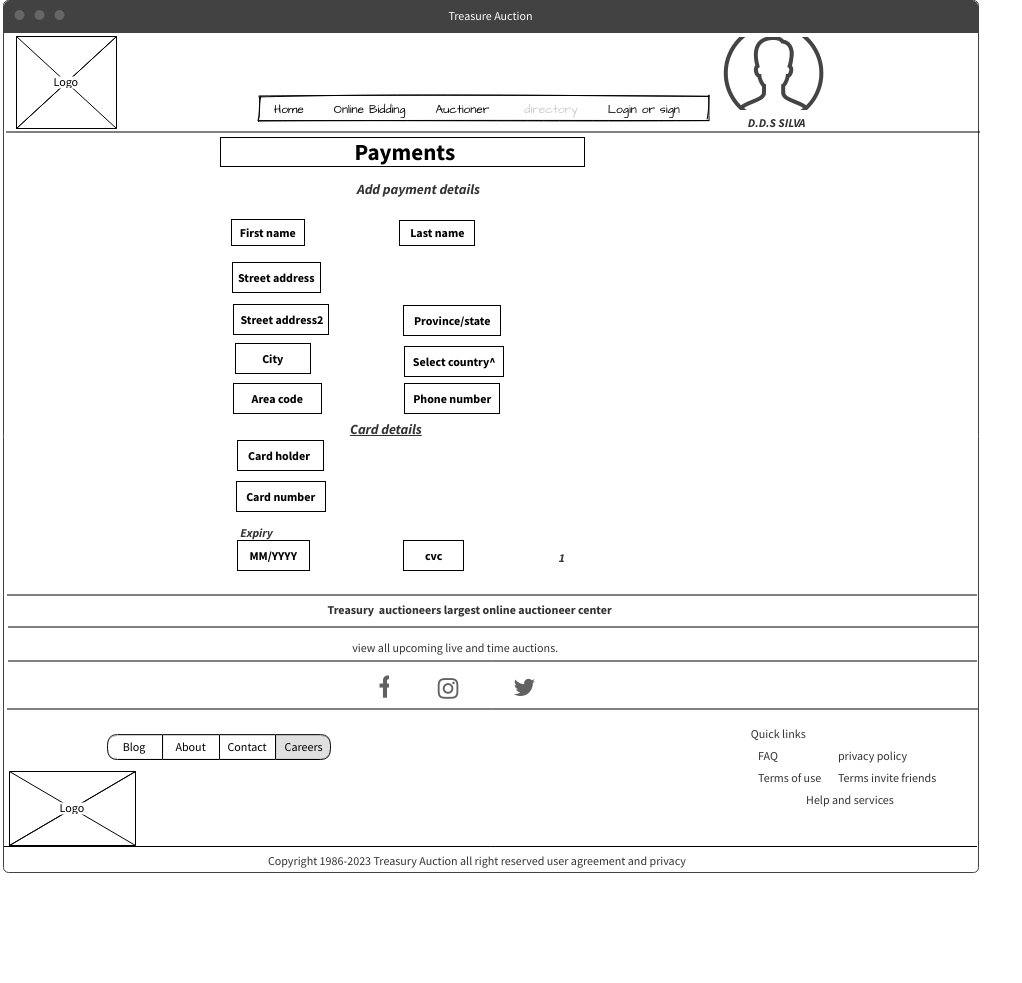 Treasure Auction
Logo
Home Online Bidding Auctioner directory Login or sign
D.D.S SILVA
Payments
Add payment details
First name Last name
Street address
Street address2 Province/state
City Select country^
Area code Phone number
Card details
Card holder
Card number
Expiry
MM/YYYY cvc 1
Treasury auctioneers largest online auctioneer center
view all upcoming live and time auctions.
Blog About Contact Careers
Quick links
FAQ privacy policy
Terms of use Terms invite friends
Help and services
Logo
Copyright 1986-2023 Treasury Auction all right reserved user agreement and privacy